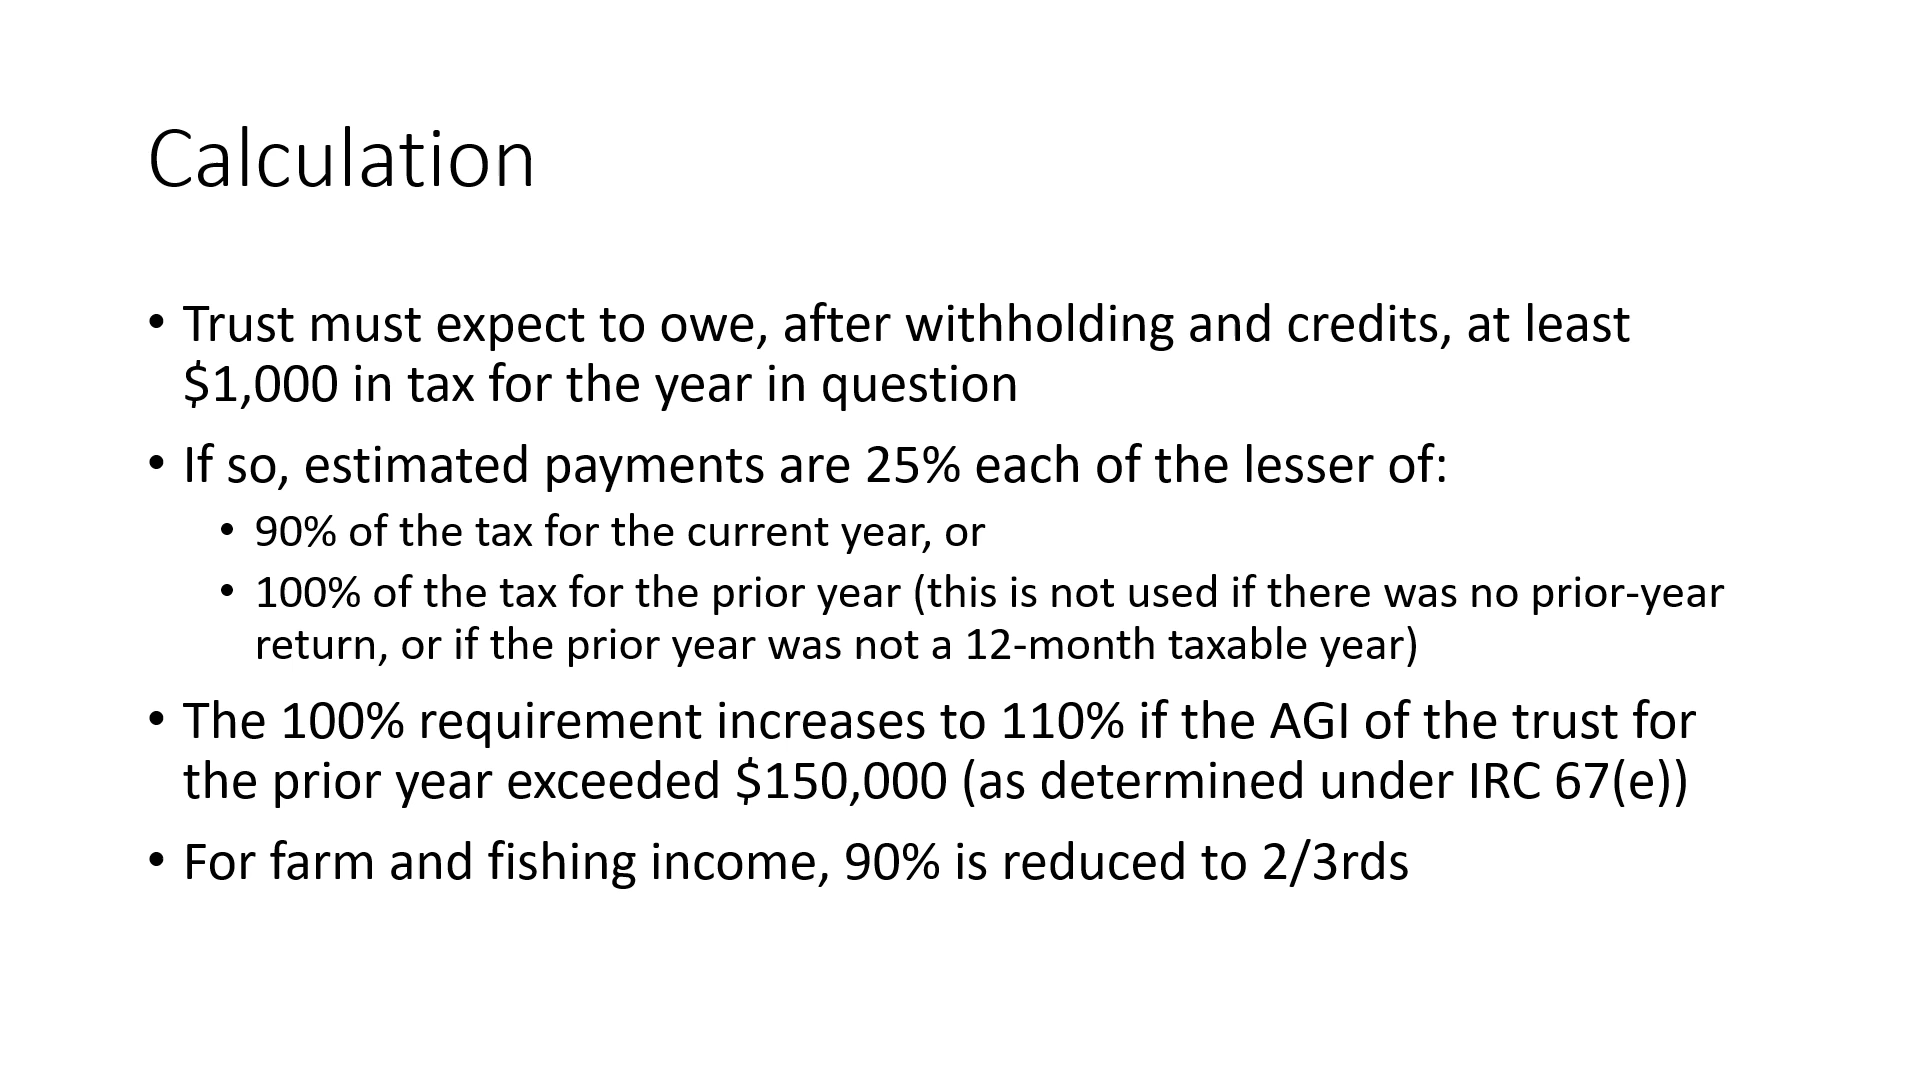 Calculation
• Trust must expect to owe, after withholding and credits, at least
$1,000 in tax for the year in question
• If so, estimated payments are 25% each of the lesser of:
• 90% of the tax for the current year, or
• 100% of the tax for the prior year (this is not used if there was no prior-year
return, or if the prior year was not a 12-month taxable year)
• The 100% requirement increases to 110% if the AGI of the trust for
the prior year exceeded $150,000 (as determined under IRC 67(e))
• For farm and fishing income, 90% is reduced to 2/3rds